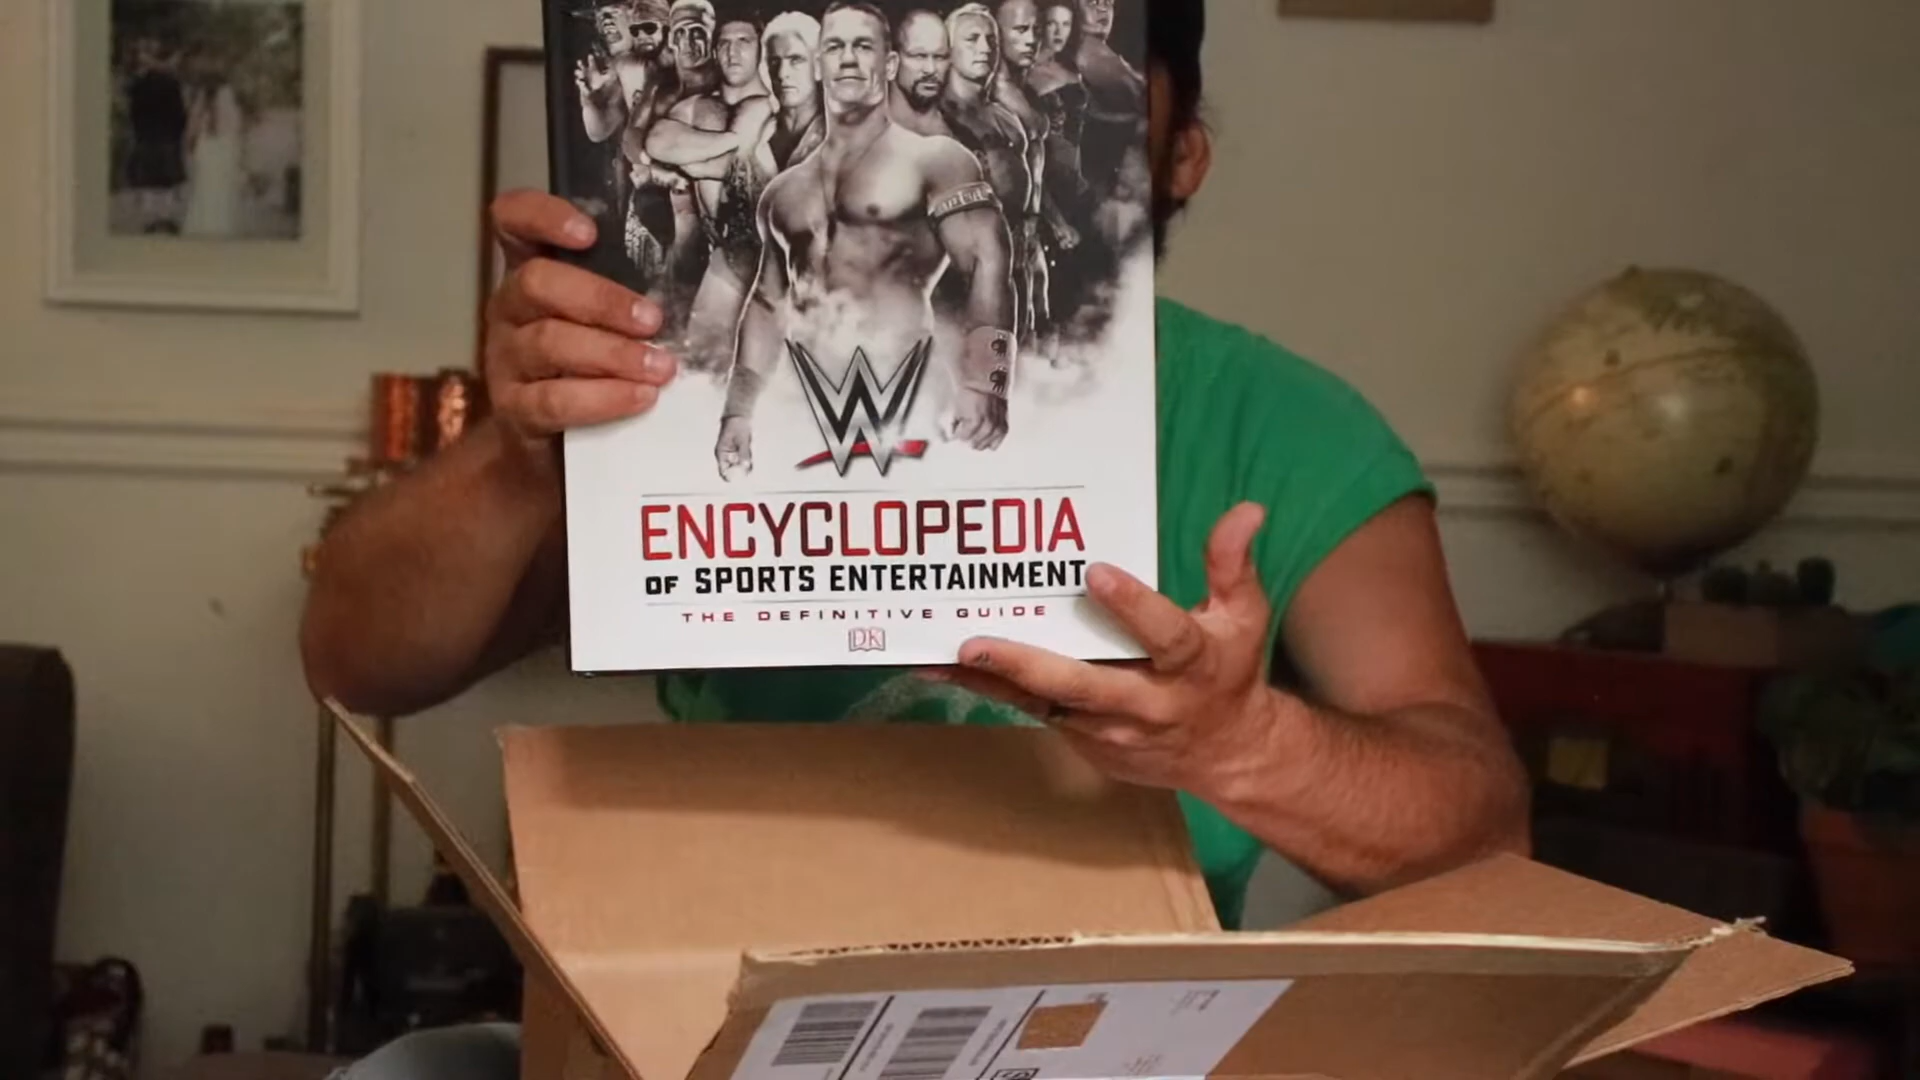 W
ENCYCLOPEDIA
OF SPORTS ENTERTAINMENT
THE DEFINITIVE GUIDE
DK